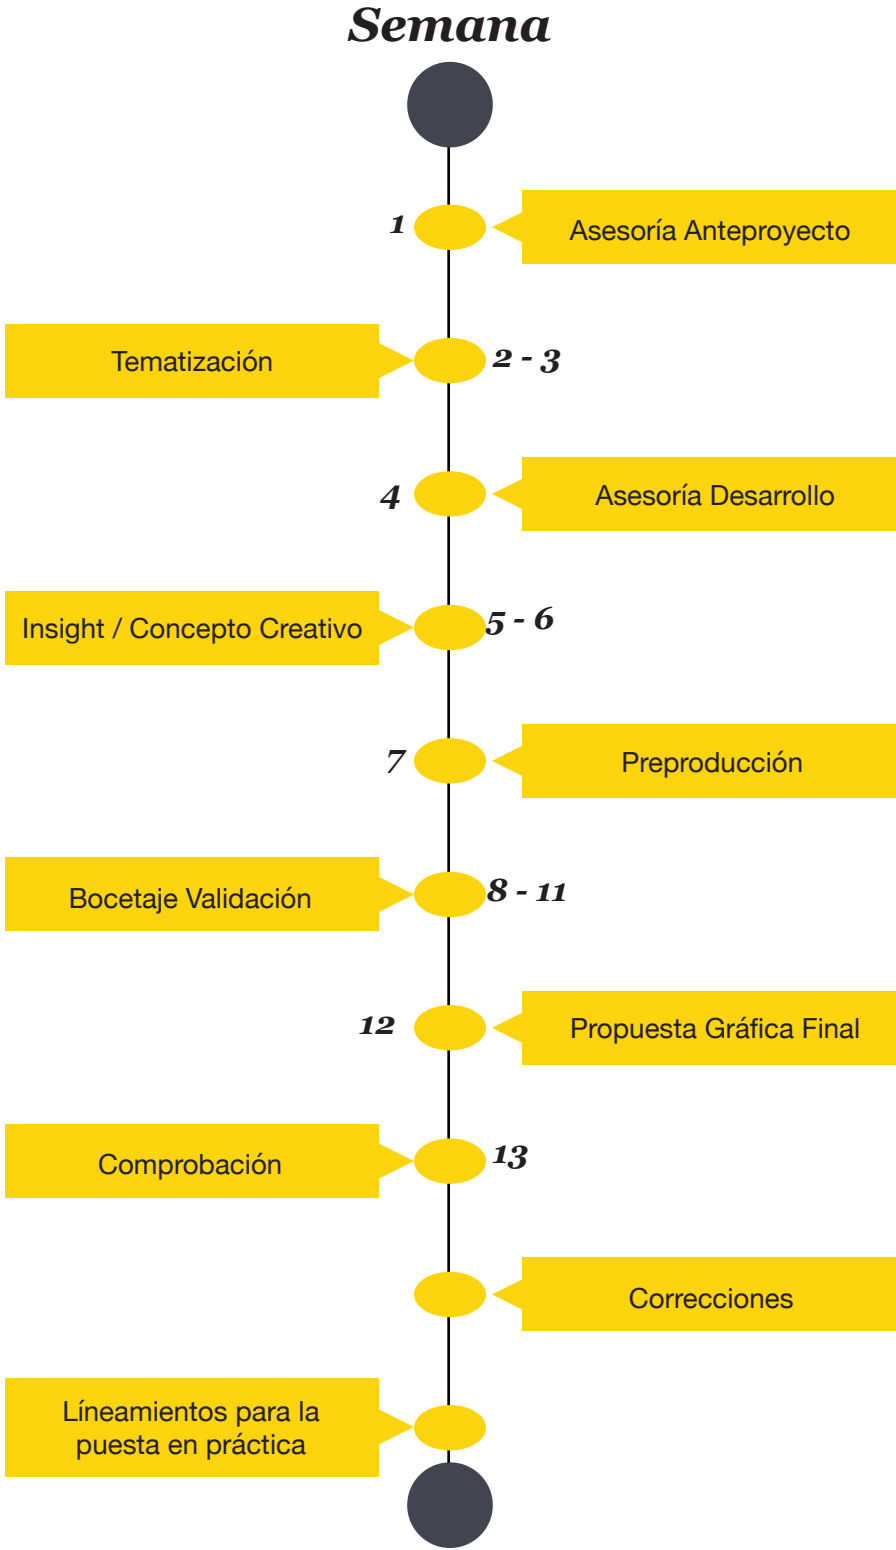 Semana
1
Asesoría Anteproyecto
Tematización
2 - 3
4
Asesoría Desarrollo
Insight / Concepto Creativo
5 - 6
7
Preproducción
Bocetaje Validación
8 - 11
12
Propuesta Gráfica Final
Comprobación
13
Correcciones
Líneamientos para la
puesta en práctica